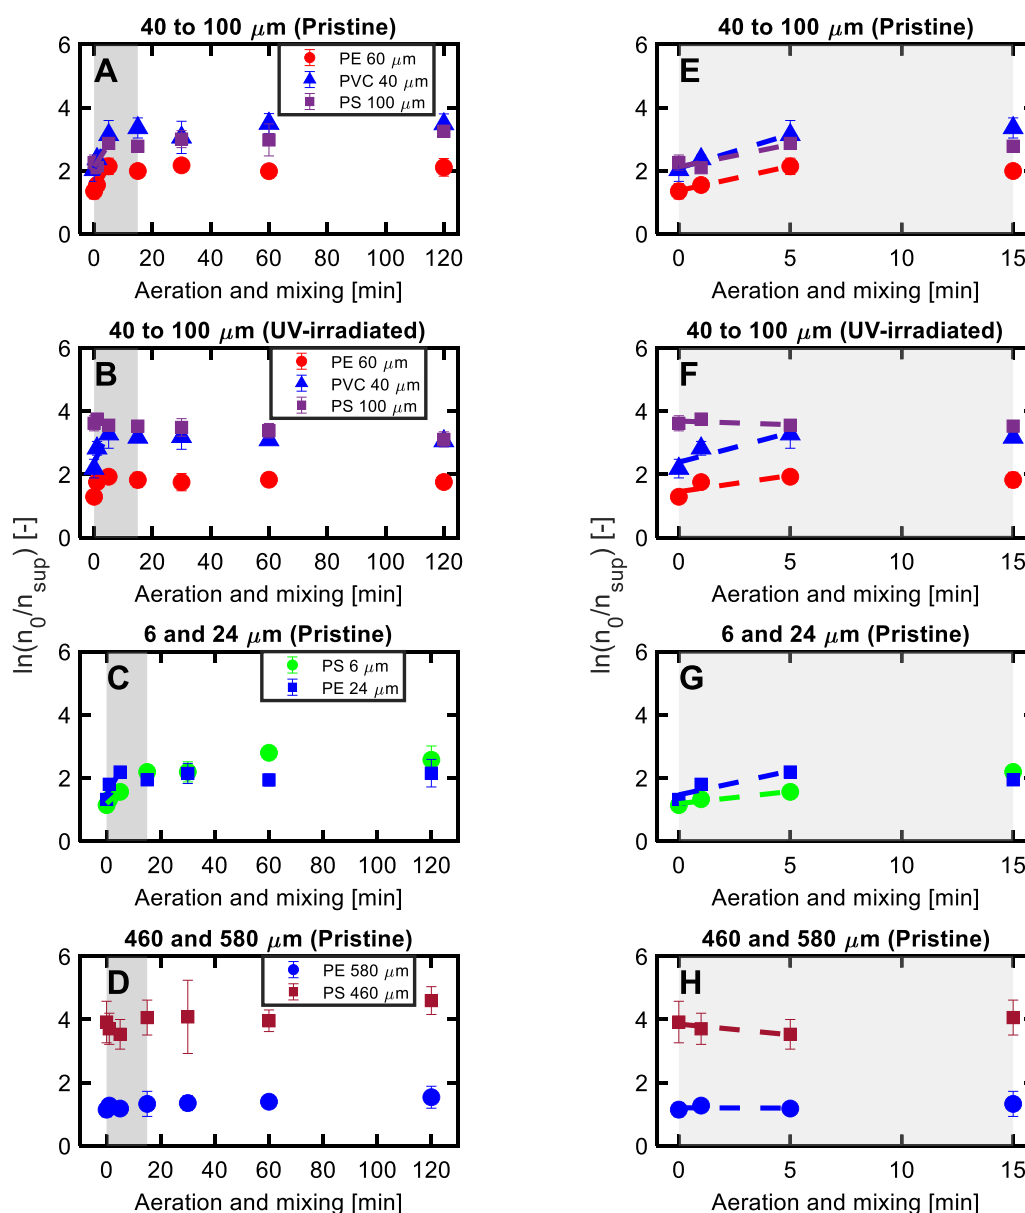 40 to 100 μm (Pristine)
A
PE 60 μm
PVC 40 μm
PS 100 μm
6
4
2
0
0 20 40 60 80 100 120
Aeration and mixing [min]
40 to 100 μm (Pristine)
E
6
4
2
0
0 5 10 15
Aeration and mixing [min]
40 to 100 μm (UV-irradiated)
B
PE 60 μm
PVC 40 μm
PS 100 μm
6
4
2
0
0 20 40 60 80 100 120
Aeration and mixing [min]
40 to 100 μm (UV-irradiated)
F
6
4
2
0
0 5 10 15
Aeration and mixing [min]
ln(n0/nsup) [-]
ln(n0/nsup) [-]
6 and 24 μm (Pristine)
C
PS 6 μm
PE 24 μm
6
4
2
0
0 20 40 60 80 100 120
Aeration and mixing [min]
6 and 24 μm (Pristine)
G
6
4
2
0
0 5 10 15
Aeration and mixing [min]
460 and 580 μm (Pristine)
D
PE 580 μm
PS 460 μm
6
4
2
0
0 20 40 60 80 100 120
Aeration and mixing [min]
460 and 580 μm (Pristine)
H
6
4
2
0
0 5 10 15
Aeration and mixing [min]